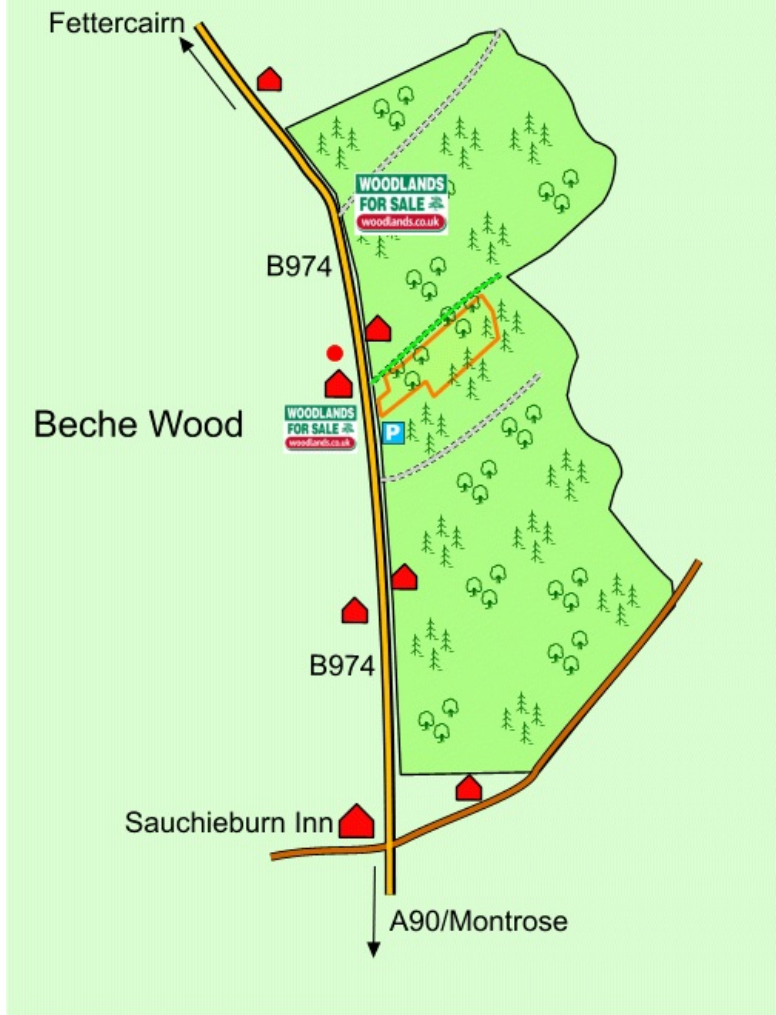 Fettercairn
WOODLANDS
FOR SALE
woodlands.co.uk
B974
WOODLANDS
FOR SALE
woodlands.co.uk
Beche Wood
P
B974
Sauchieburn Inn
A90/Montrose